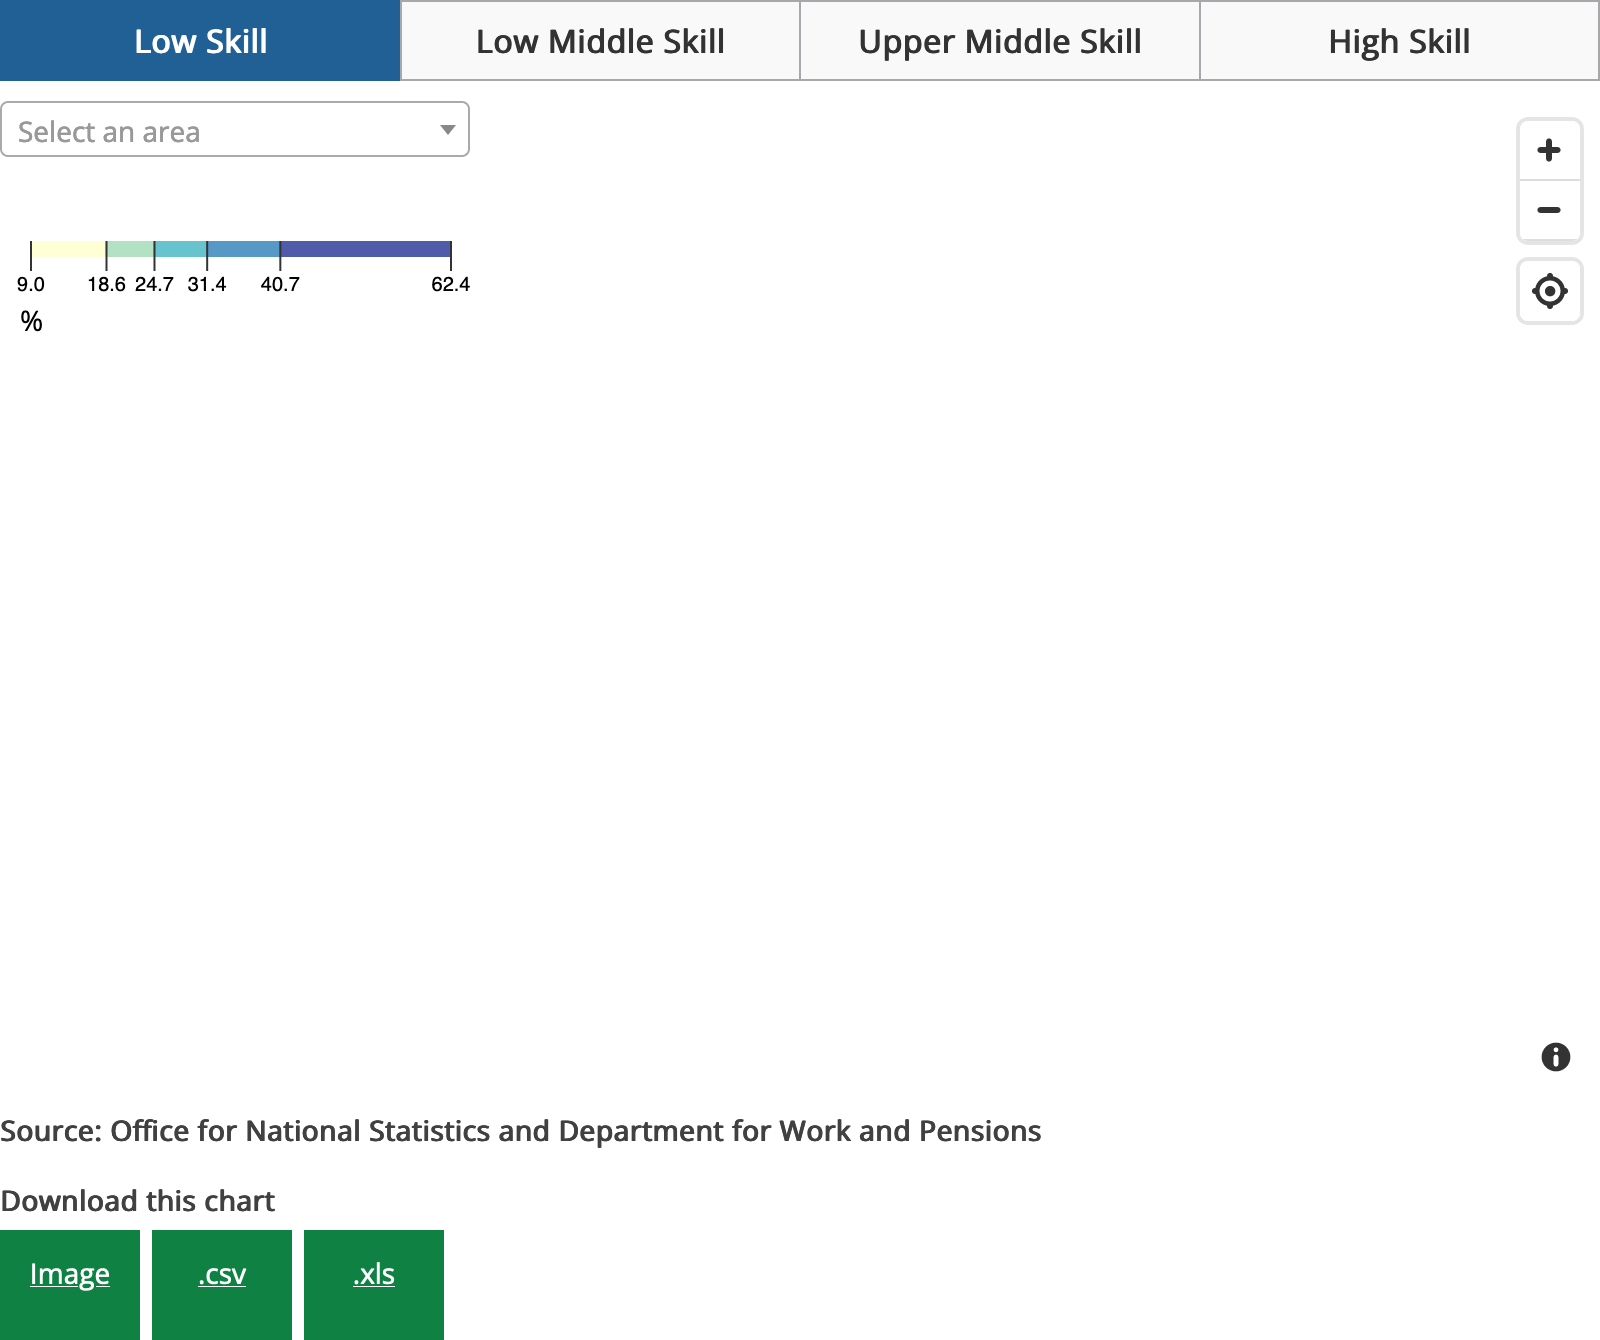 Low Skill Low Middle Skill Upper Middle Skill High Skill
Select an area
9.0 18.6 24.7 31.4 40.7 62.4
%
Source: Office for National Statistics and Department for Work and Pensions
Download this chart
Image .csv .xls